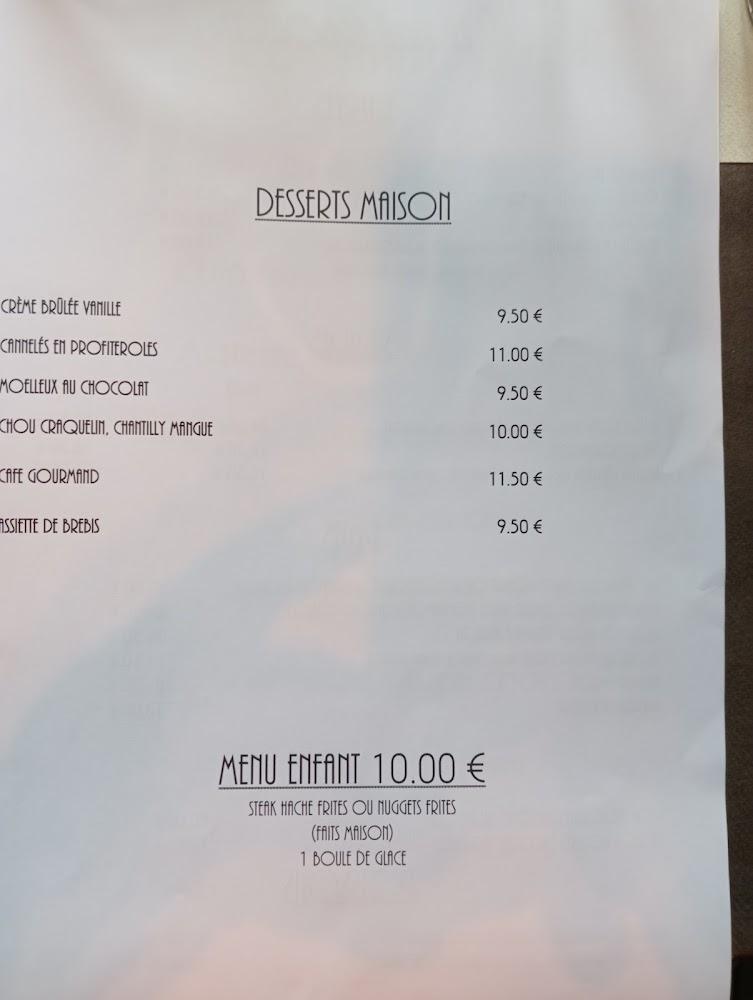 DESSERTS MAISON
CRÈME BRÛLÉE VANILLE 9.50 €
CANNELÉS EN PROFITEROLES 11.00 €
MOELLEUX AU CHOCOLAT 9.50 €
CHOU CRAQUELIN, CHANTILLY MANGUE 10.00 €
CAFE GOURMAND 11.50 €
ASSIETTE DE BREBIS 9.50 €
MENU ENFANT 10.00 €
STEAK HACHE FRITES OU NUGGETS FRITES
(FAITS MAISON)
1 BOULE DE GLACE